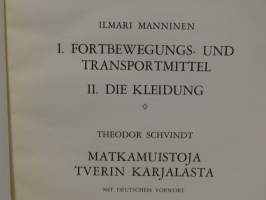 ILMARI MANNINEN
I. FORTBEWEGUNGS- UND
TRANSPORTMITTEL
II. DIE KLEIDUNG
THEODOR SCHVINDT
MATKAMUISTOJA
TVERIN KARJALASTA
MIT DEUTSCHEM VORWORT